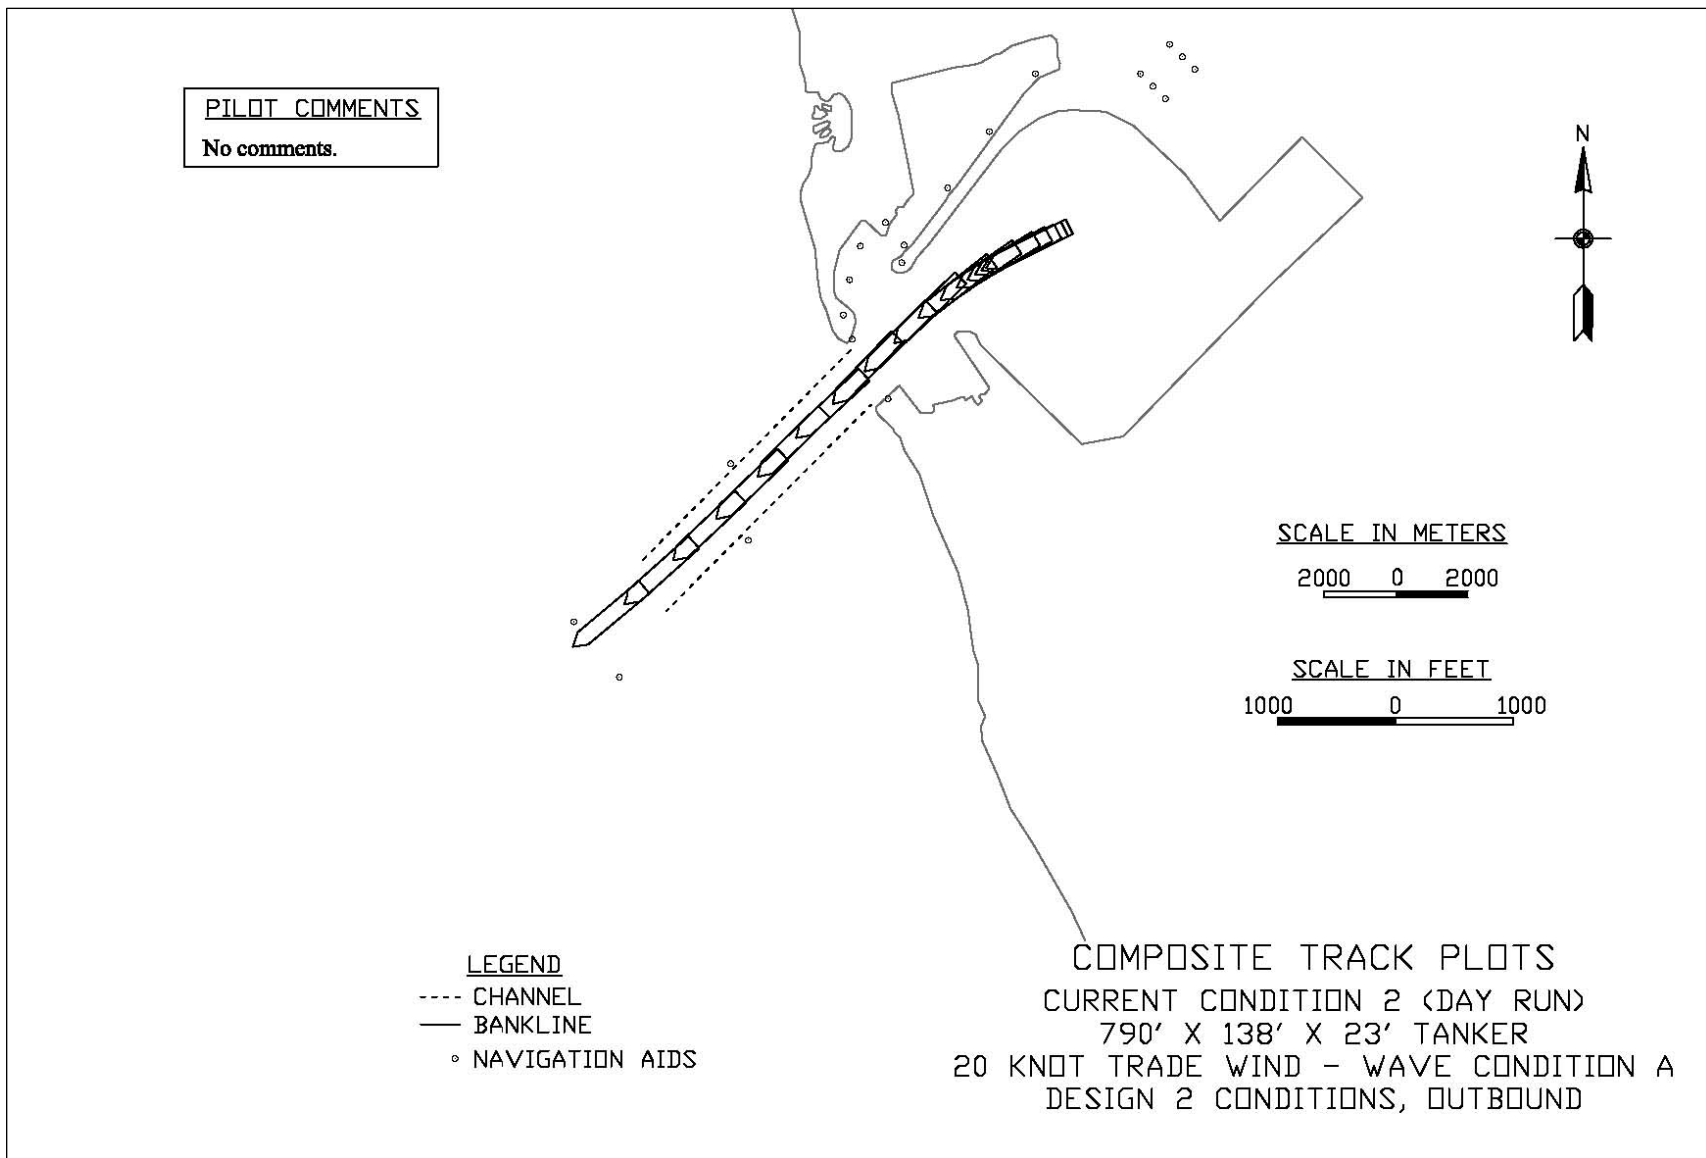 PILOT COMMENTS
No comments.
N
SCALE IN METERS
2000 0 2000
SCALE IN FEET
1000 0 1000
LEGEND
CHANNEL
BANKLINE
NAVIGATION AIDS
COMPOSITE TRACK PLOTS
CURRENT CONDITION 2 (DAY RUN)
790' X 138' X 23' TANKER
20 KNOT TRADE WIND - WAVE CONDITION A
DESIGN 2 CONDITIONS, OUTBOUND